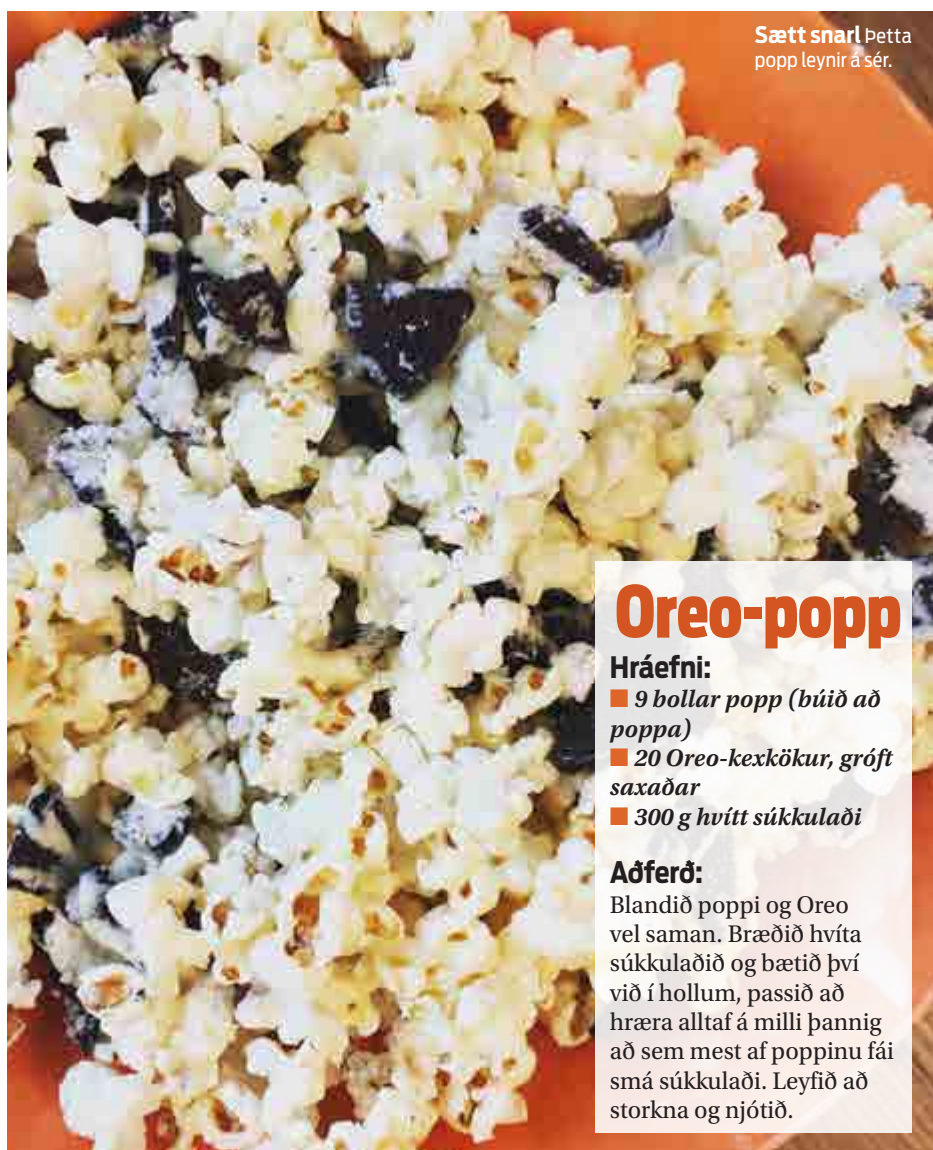 Sætt snarl Þetta
popp leynir á sér.
Oreo-popp
Hráefni:
■ 9 bollar popp (búið að
poppa)
■ 20 Oreo-kexkökur, gróft
saxaðar
■ 300 g hvítt súkkulaði
Aðferð:
Blandið poppi og Oreo
vel saman. Bræðið hvíta
súkkulaðið og bætið því
við í hollum, passið að
hræra alltaf á milli þannig
að sem mest af poppinu fái
smá súkkulaði. Leyfið að
storkna og njótið.